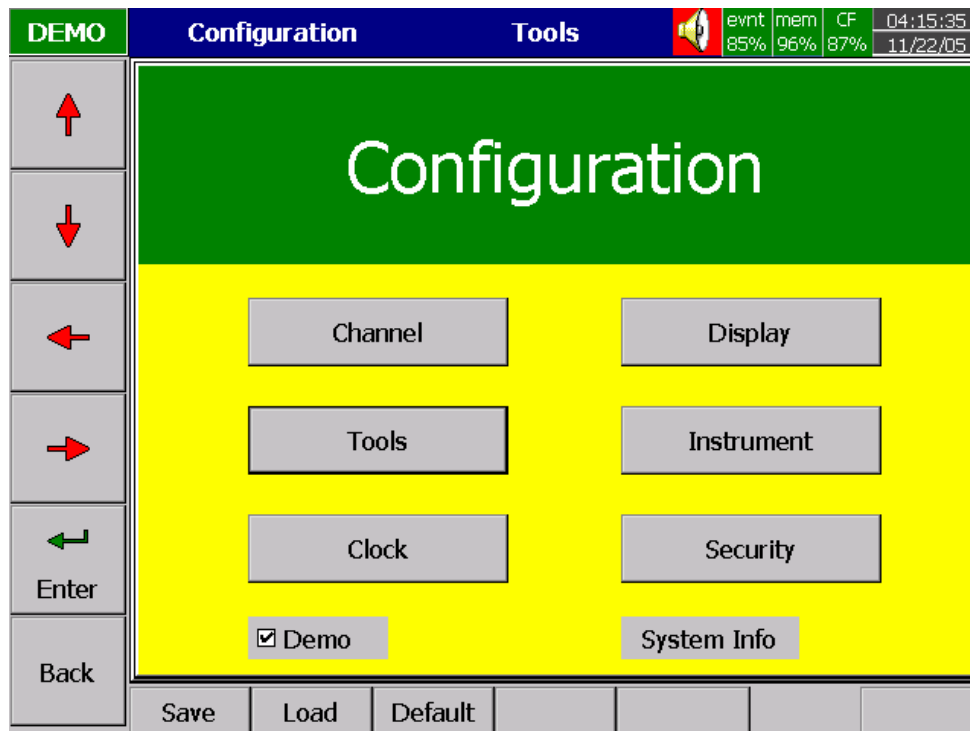 DEMO Configuration Tools evnt mem CF 04:15:35
85% 96% 87% 11/22/05
Configuration
Channel Display
Tools Instrument
Clock Security
Enter
Demo System Info
Back
Save Load Default